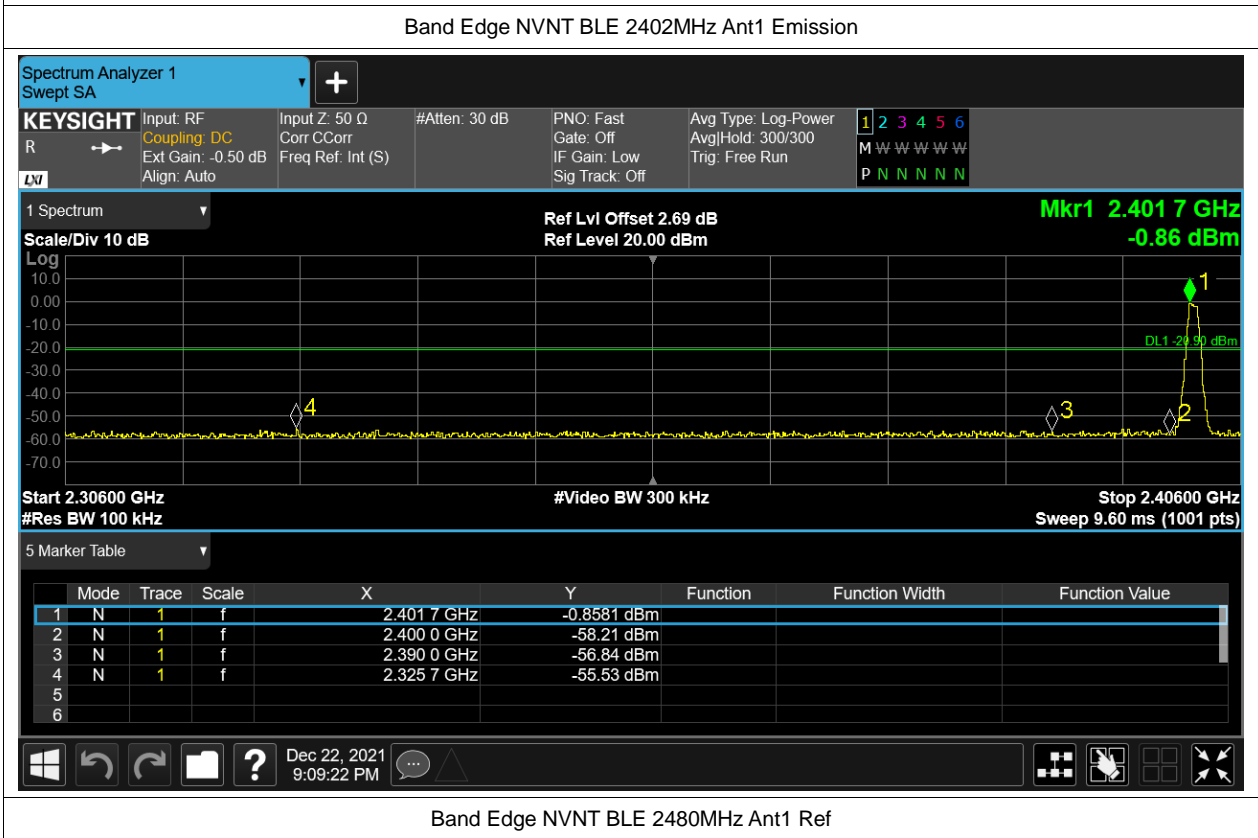 Band Edge NVNT BLE 2402MHz Ant1 Emission
Spectrum Analyzer 1
Swept SA
KEYSIGHT Input: RF Input Z: 50 Ω #Atten: 30 dB PNO: Fast Avg Type: Log-Power 1 2 3 4 5 6
R Coupling: DC Corr CCorr Gate: Off Avg|Hold: 300/300 M W W W W W
Ext Gain: -0.50 dB Freq Ref: Int (S) IF Gain: Low Trig: Free Run
LXI Align: Auto Sig Track: Off P N N N N N
1 Spectrum Ref Lvl Offset 2.69 dB Mkr1 2.401 7 GHz
Scale/Div 10 dB Ref Level 20.00 dBm -0.86 dBm
Log
10.0
0.00
-10.0
-20.0
-30.0
-40.0
-50.0
-60.0
-70.0
1
DL1 -20.90 dBm
4 3 2
Start 2.30600 GHz #Video BW 300 kHz Stop 2.40600 GHz
#Res BW 100 kHz Sweep 9.60 ms (1001 pts)
5 Marker Table
Mode Trace Scale X Y Function Function Width Function Value
1 N 1 f 2.401 7 GHz -0.8581 dBm
2 N 1 f 2.400 0 GHz -58.21 dBm
3 N 1 f 2.390 0 GHz -56.84 dBm
4 N 1 f 2.325 7 GHz -55.53 dBm
5
6
? Dec 22, 2021
9:09:22 PM
Band Edge NVNT BLE 2480MHz Ant1 Ref